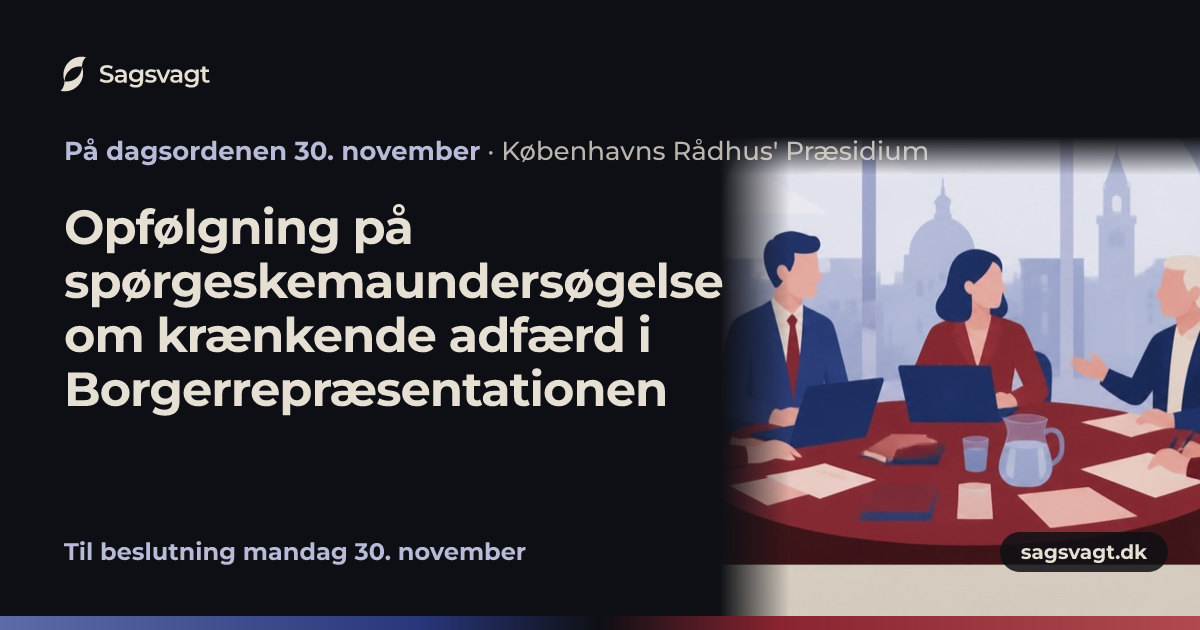 Sagsvagt
På dagsordenen 30. november · Københavns Rådhus' Præsidium
Opfølgning på
spørgeskemaundersøgelse
om krænkende adfærd i
Borgerrepræsentationen
Til beslutning mandag 30. november
sagsvagt.dk